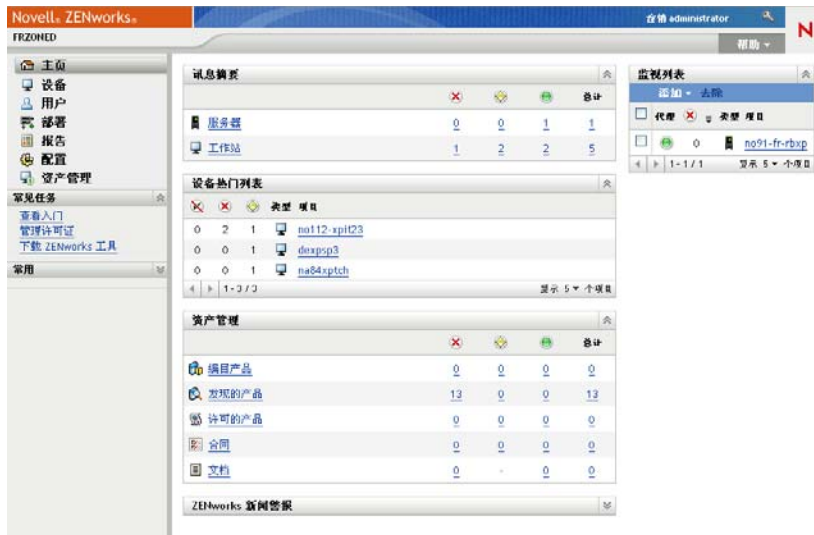 Novell® ZENworks®
登销 administrator
N
FRZONED
帮助
主页
设备
用户
部署
报告
配置
资产管理
常见任务
查看入门
管理许可证
下载 ZENworks 工具
常用
讯息摘要
总计
服务器 0 0 1 1
工作站 1 2 2 5
设备热门列表
类型 项目
0 2 1 no112-xpit23
0 0 1 dexpsp3
0 0 1 na84xptch
1-3 / 3 显示 5 个项目
资产管理
总计
编目产品 0 0 0 0
发现的产品 13 0 0 13
许可的产品 0 0 0 0
合同 0 0 0 0
文档 0 - 0 0
ZENworks 新闻警报
监视列表
添加 去除
代理 类型 项目
0 no91-fr-rbxp
1-1 / 1 显示 5 个项目